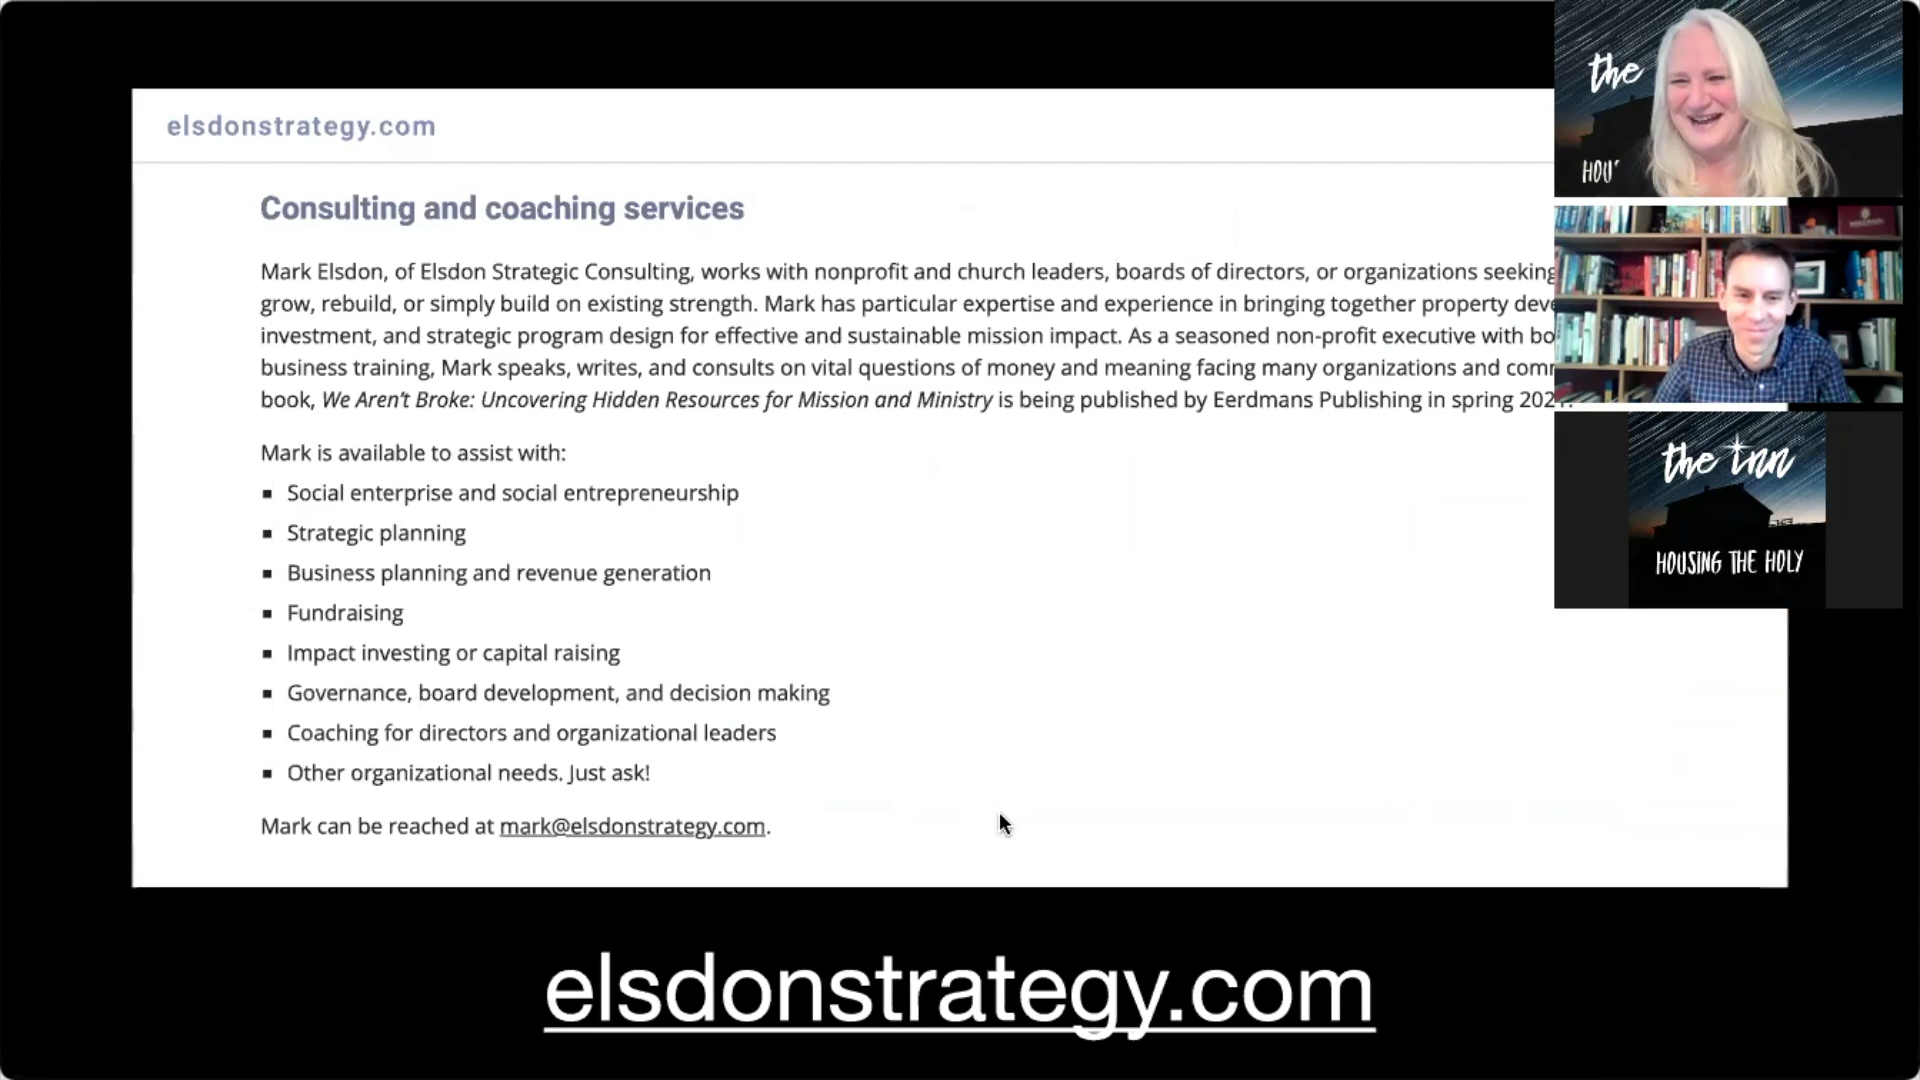 elsdonstrategy.com
Consulting and coaching services
Mark Elsdon, of Elsdon Strategic Consulting, works with nonprofit and church leaders, boards of directors, or organizations seeking
grow, rebuild, or simply build on existing strength. Mark has particular expertise and experience in bringing together property deve
investment, and strategic program design for effective and sustainable mission impact. As a seasoned non-profit executive with bo
business training, Mark speaks, writes, and consults on vital questions of money and meaning facing many organizations and comm
book, We Aren't Broke: Uncovering Hidden Resources for Mission and Ministry is being published by Eerdmans Publishing in spring
Mark is available to assist with:
▪ Social enterprise and social entrepreneurship
▪ Strategic planning
▪ Business planning and revenue generation
▪ Fundraising
▪ Impact investing or capital raising
▪ Governance, board development, and decision making
▪ Coaching for directors and organizational leaders
▪ Other organizational needs. Just ask!
Mark can be reached at mark@elsdonstrategy.com.
elsdonstrategy.com
the
HOU
the Inn
HOUSING THE HOLY